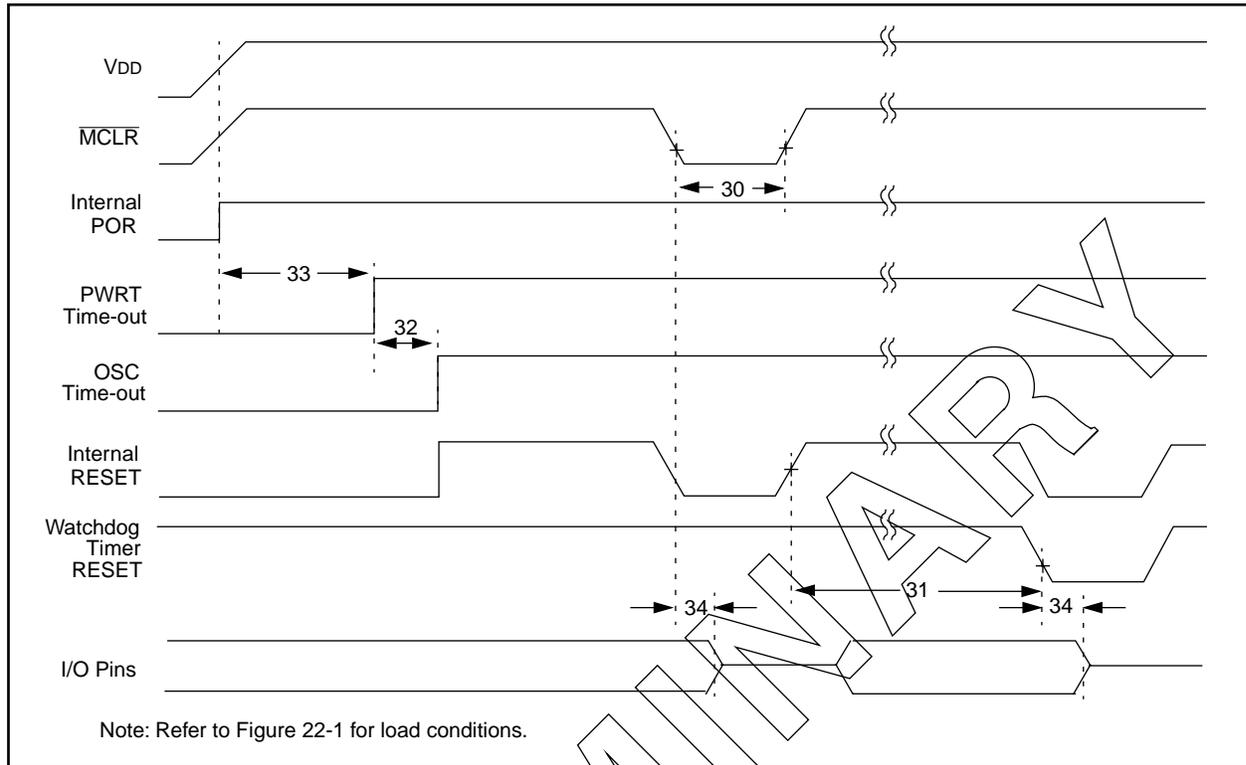 VDD
MCLR
30
Internal
POR
33
PWRT
Time-out
32
OSC
Time-out
Internal
RESET
Watchdog
Timer
RESET
31
34
34
I/O Pins
Note: Refer to Figure 22-1 for load conditions.
MINARY